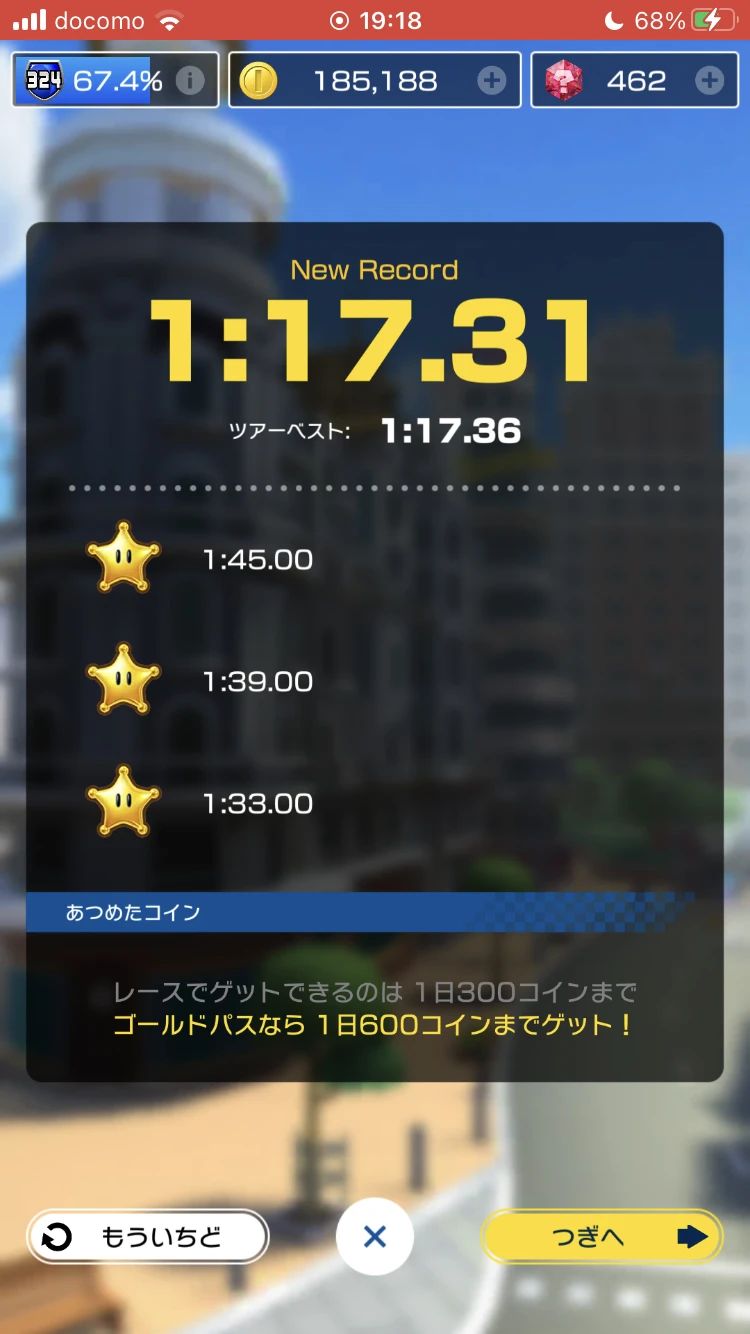 docomo 19:18 68%
324 67.4% i 185,188 + ? 462 +
New Record
1:17.31
ツアーベスト: 1:17.36
1:45.00
1:39.00
1:33.00
あつめたコイン
レースでゲットできるのは 1日300コインまで
ゴールドパスなら 1日600コインまでゲット！
もういちど × つぎへ